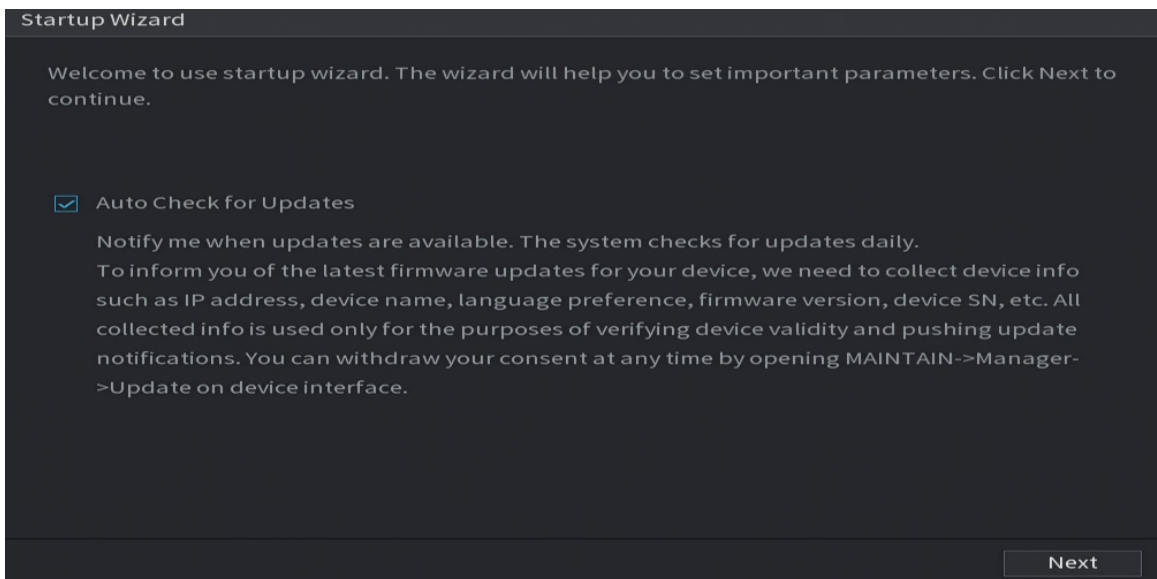 Startup Wizard
Welcome to use startup wizard. The wizard will help you to set important parameters. Click Next to
continue.
Auto Check for Updates
Notify me when updates are available. The system checks for updates daily.
To inform you of the latest firmware updates for your device, we need to collect device info
such as IP address, device name, language preference, firmware version, device SN, etc. All
collected info is used only for the purposes of verifying device validity and pushing update
notifications. You can withdraw your consent at any time by opening MAINTAIN->Manager-
>Update on device interface.
Next